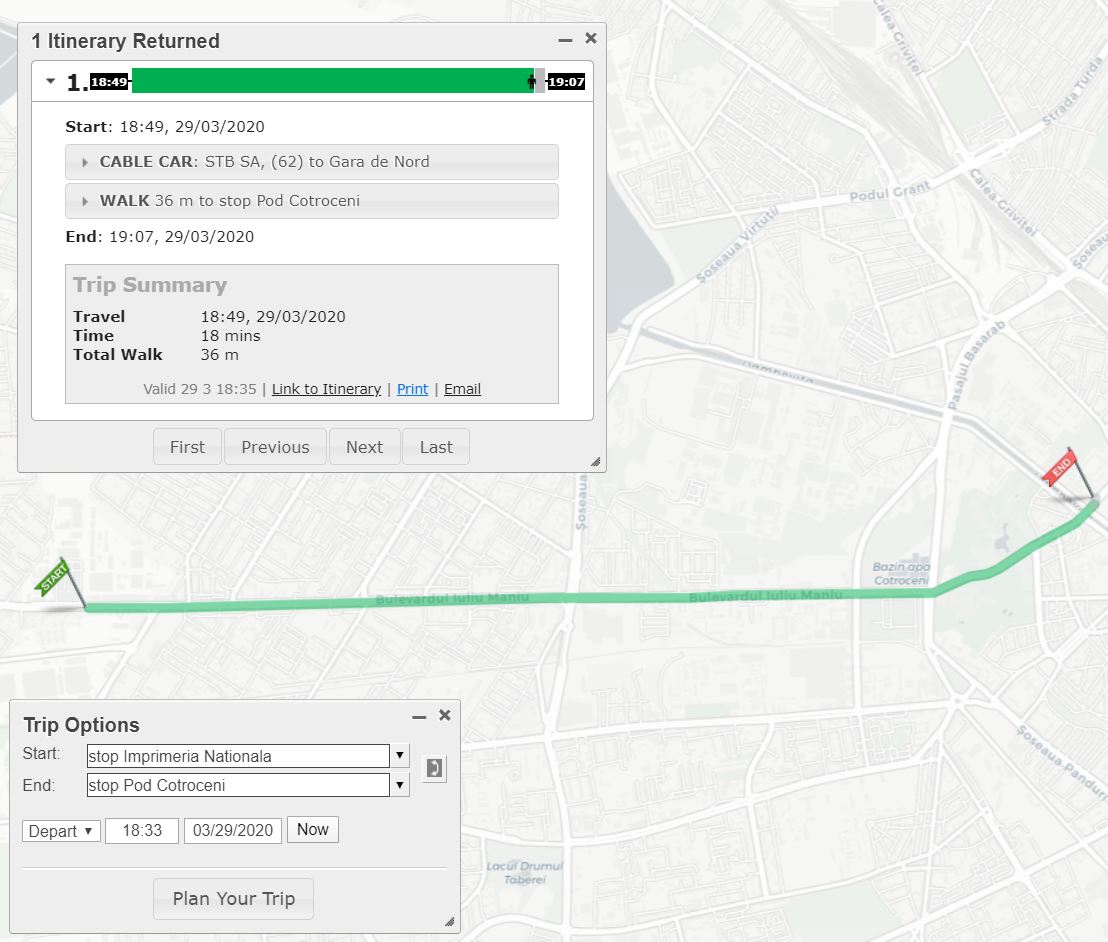 1 Itinerary Returned
1. 18:49 19:07
Start: 18:49, 29/03/2020
CABLE CAR: STB SA, (62) to Gara de Nord
WALK 36 m to stop Pod Cotroceni
End: 19:07, 29/03/2020
Trip Summary
Travel 18:49, 29/03/2020
Time 18 mins
Total Walk 36 m
Valid 29 3 18:35 | Link to Itinerary | Print | Email
First Previous Next Last
Calea Griviței
Strada Turda
Podul Grant
Calea Griviței
Șoseaua Virtuții
Șoseaua
Pasajul Basarab
Dambovita
Șoseaua
END
START
Bazin apa
Cotroceni
Bulevardul Iuliu Maniu
Bulevardul Iuliu Maniu
Șoseaua Panduri
Lacul Drumul
Taberei
Trip Options
Start: stop Imprimeria Nationala
End: stop Pod Cotroceni
Depart 18:33 03/29/2020 Now
Plan Your Trip